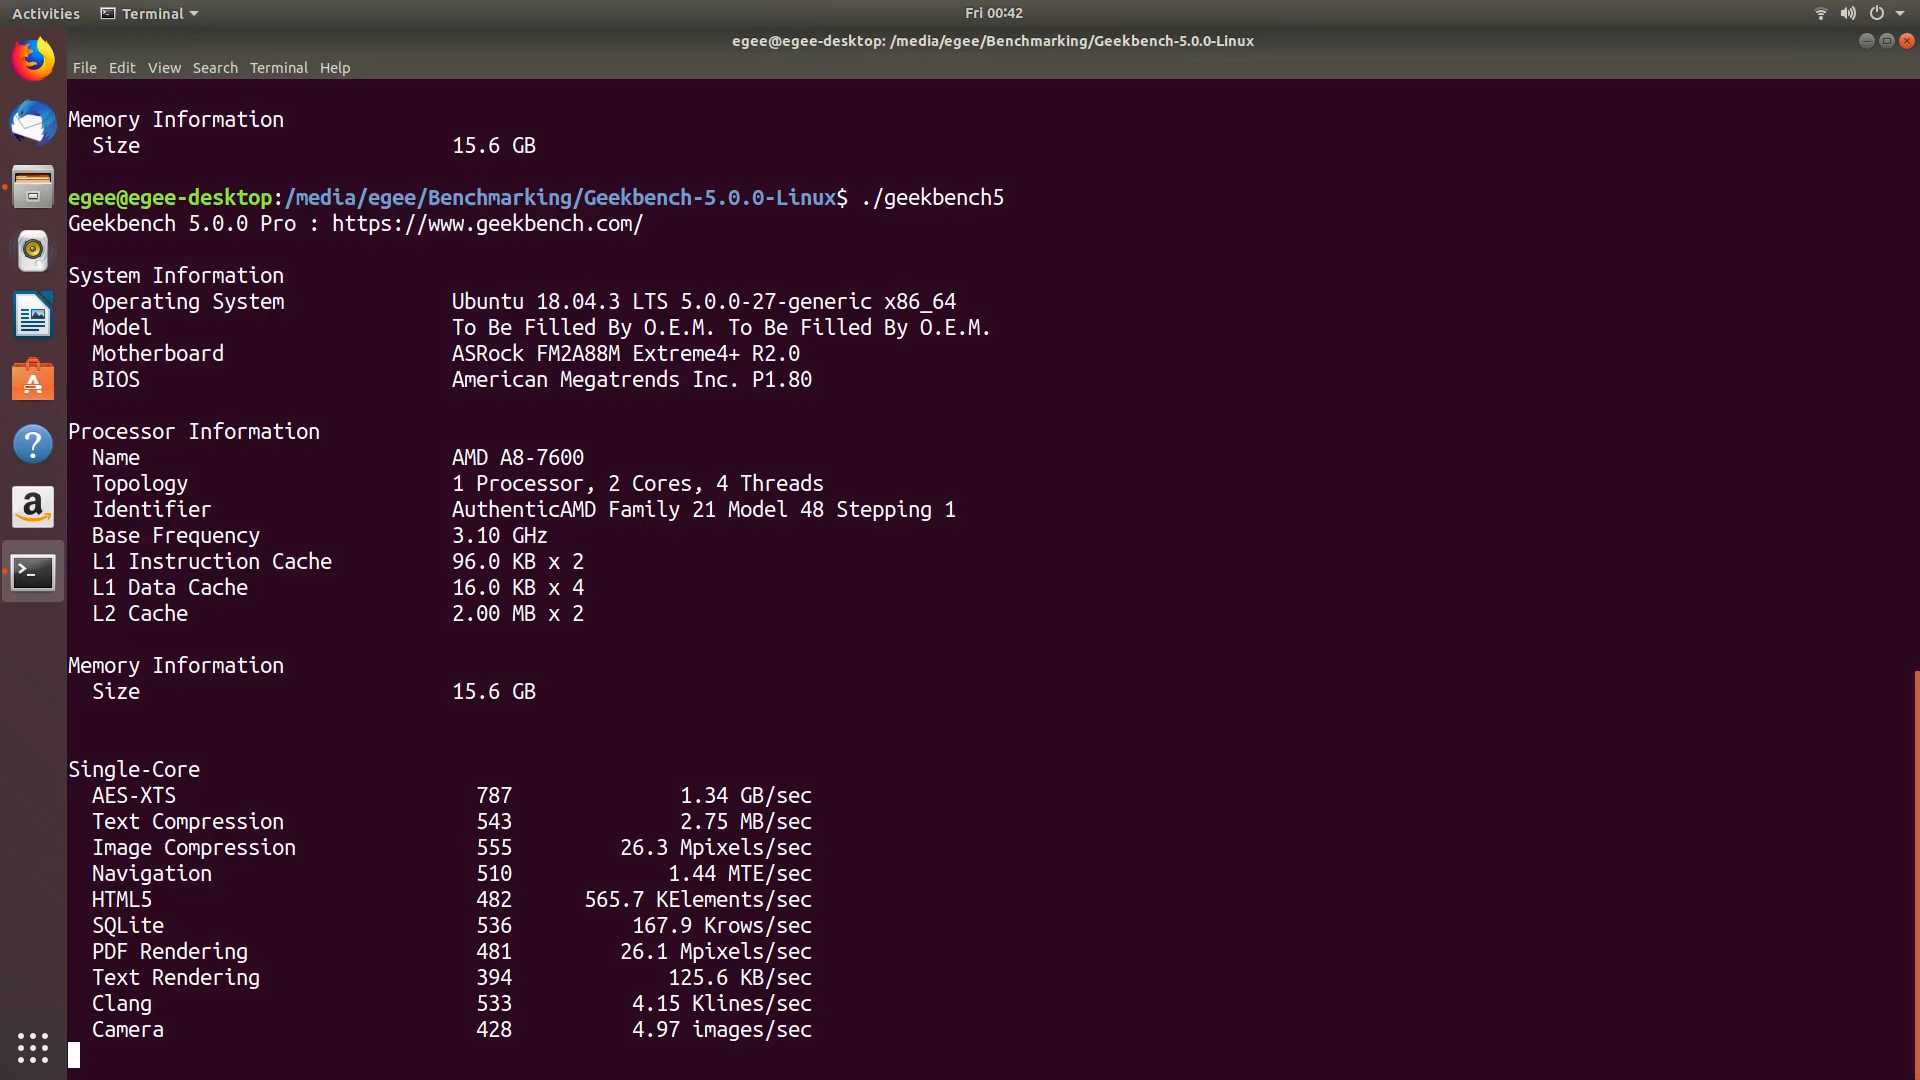 Activities Terminal Fri 00:42
egee@egee-desktop: /media/egee/Benchmarking/Geekbench-5.0.0-Linux
File Edit View Search Terminal Help
Memory Information
Size 15.6 GB
egee@egee-desktop:/media/egee/Benchmarking/Geekbench-5.0.0-Linux$ ./geekbench5
Geekbench 5.0.0 Pro : https://www.geekbench.com/
System Information
Operating System Ubuntu 18.04.3 LTS 5.0.0-27-generic x86_64
Model To Be Filled By O.E.M. To Be Filled By O.E.M.
Motherboard ASRock FM2A88M Extreme4+ R2.0
BIOS American Megatrends Inc. P1.80
Processor Information
Name AMD A8-7600
Topology 1 Processor, 2 Cores, 4 Threads
Identifier AuthenticAMD Family 21 Model 48 Stepping 1
Base Frequency 3.10 GHz
L1 Instruction Cache 96.0 KB x 2
L1 Data Cache 16.0 KB x 4
L2 Cache 2.00 MB x 2
Memory Information
Size 15.6 GB
Single-Core
AES-XTS 787 1.34 GB/sec
Text Compression 543 2.75 MB/sec
Image Compression 555 26.3 Mpixels/sec
Navigation 510 1.44 MTE/sec
HTML5 482 565.7 KElements/sec
SQLite 536 167.9 Krows/sec
PDF Rendering 481 26.1 Mpixels/sec
Text Rendering 394 125.6 KB/sec
Clang 533 4.15 Klines/sec
Camera 428 4.97 images/sec